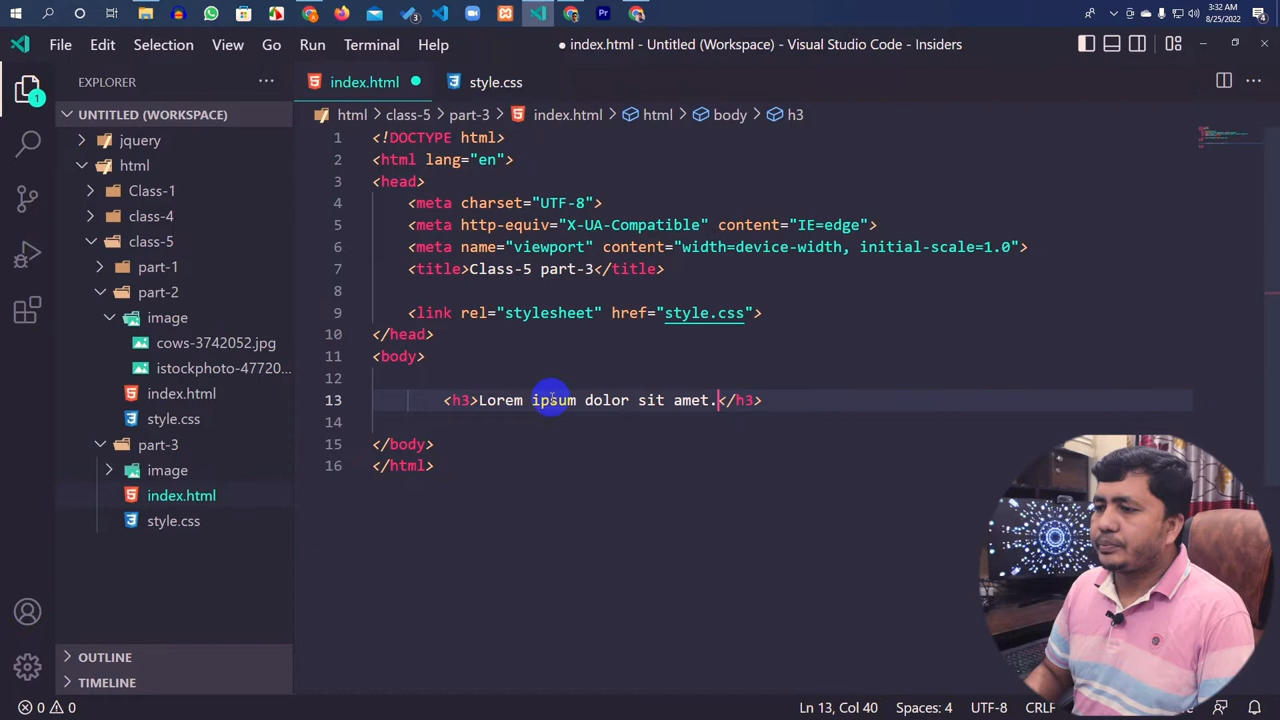 3
3:32 AM
8/25/2022
4
File Edit Selection View Go Run Terminal Help
● index.html - Untitled (Workspace) - Visual Studio Code - Insiders
1
EXPLORER ...
UNTITLED (WORKSPACE)
jquery
html
Class-1
class-4
class-5
part-1
part-2
image
cows-3742052.jpg
istockphoto-47720...
index.html
style.css
part-3
image
index.html
style.css
OUTLINE
TIMELINE
index.html ● style.css
html > class-5 > part-3 > index.html > html > body > h3
1 <!DOCTYPE html>
2 <html lang="en">
3 <head>
4 <meta charset="UTF-8">
5 <meta http-equiv="X-UA-Compatible" content="IE=edge">
6 <meta name="viewport" content="width=device-width, initial-scale=1.0">
7 <title>Class-5 part-3</title>
8
9 <link rel="stylesheet" href="style.css">
10 </head>
11 <body>
12
13 <h3>Lorem ipsum dolor sit amet.</h3>
14
15 </body>
16 </html>
0 0 Ln 13, Col 40 Spaces: 4 UTF-8 CRLF